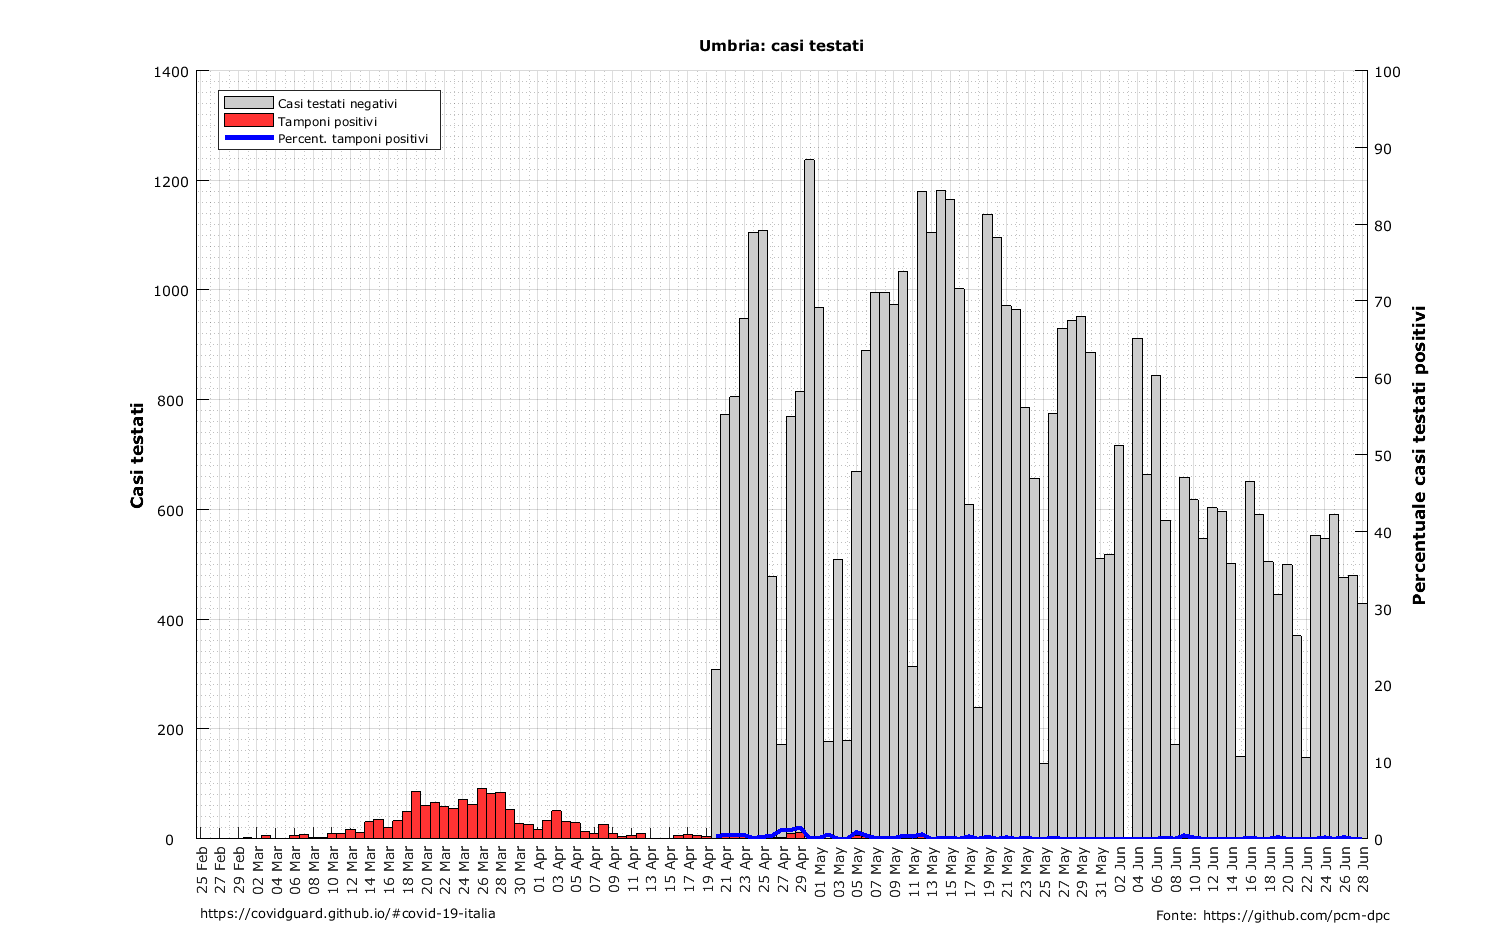 Umbria: casi testati
Casi testati negativi
Tamponi positivi
Percent. tamponi positivi
Casi testati
1400
1200
1000
800
600
400
200
0
100
90
80
70
60
50
40
30
20
10
0
Percentuale casi testati positivi
25 Feb
27 Feb
29 Feb
02 Mar
04 Mar
06 Mar
08 Mar
10 Mar
12 Mar
14 Mar
16 Mar
18 Mar
20 Mar
22 Mar
24 Mar
26 Mar
28 Mar
30 Mar
01 Apr
03 Apr
05 Apr
07 Apr
09 Apr
11 Apr
13 Apr
15 Apr
17 Apr
19 Apr
21 Apr
23 Apr
25 Apr
27 Apr
29 Apr
01 May
03 May
05 May
07 May
09 May
11 May
13 May
15 May
17 May
19 May
21 May
23 May
25 May
27 May
29 May
31 May
02 Jun
04 Jun
06 Jun
08 Jun
10 Jun
12 Jun
14 Jun
16 Jun
18 Jun
20 Jun
22 Jun
24 Jun
26 Jun
28 Jun
https://covidguard.github.io/#covid-19-italia
Fonte: https://github.com/pcm-dpc